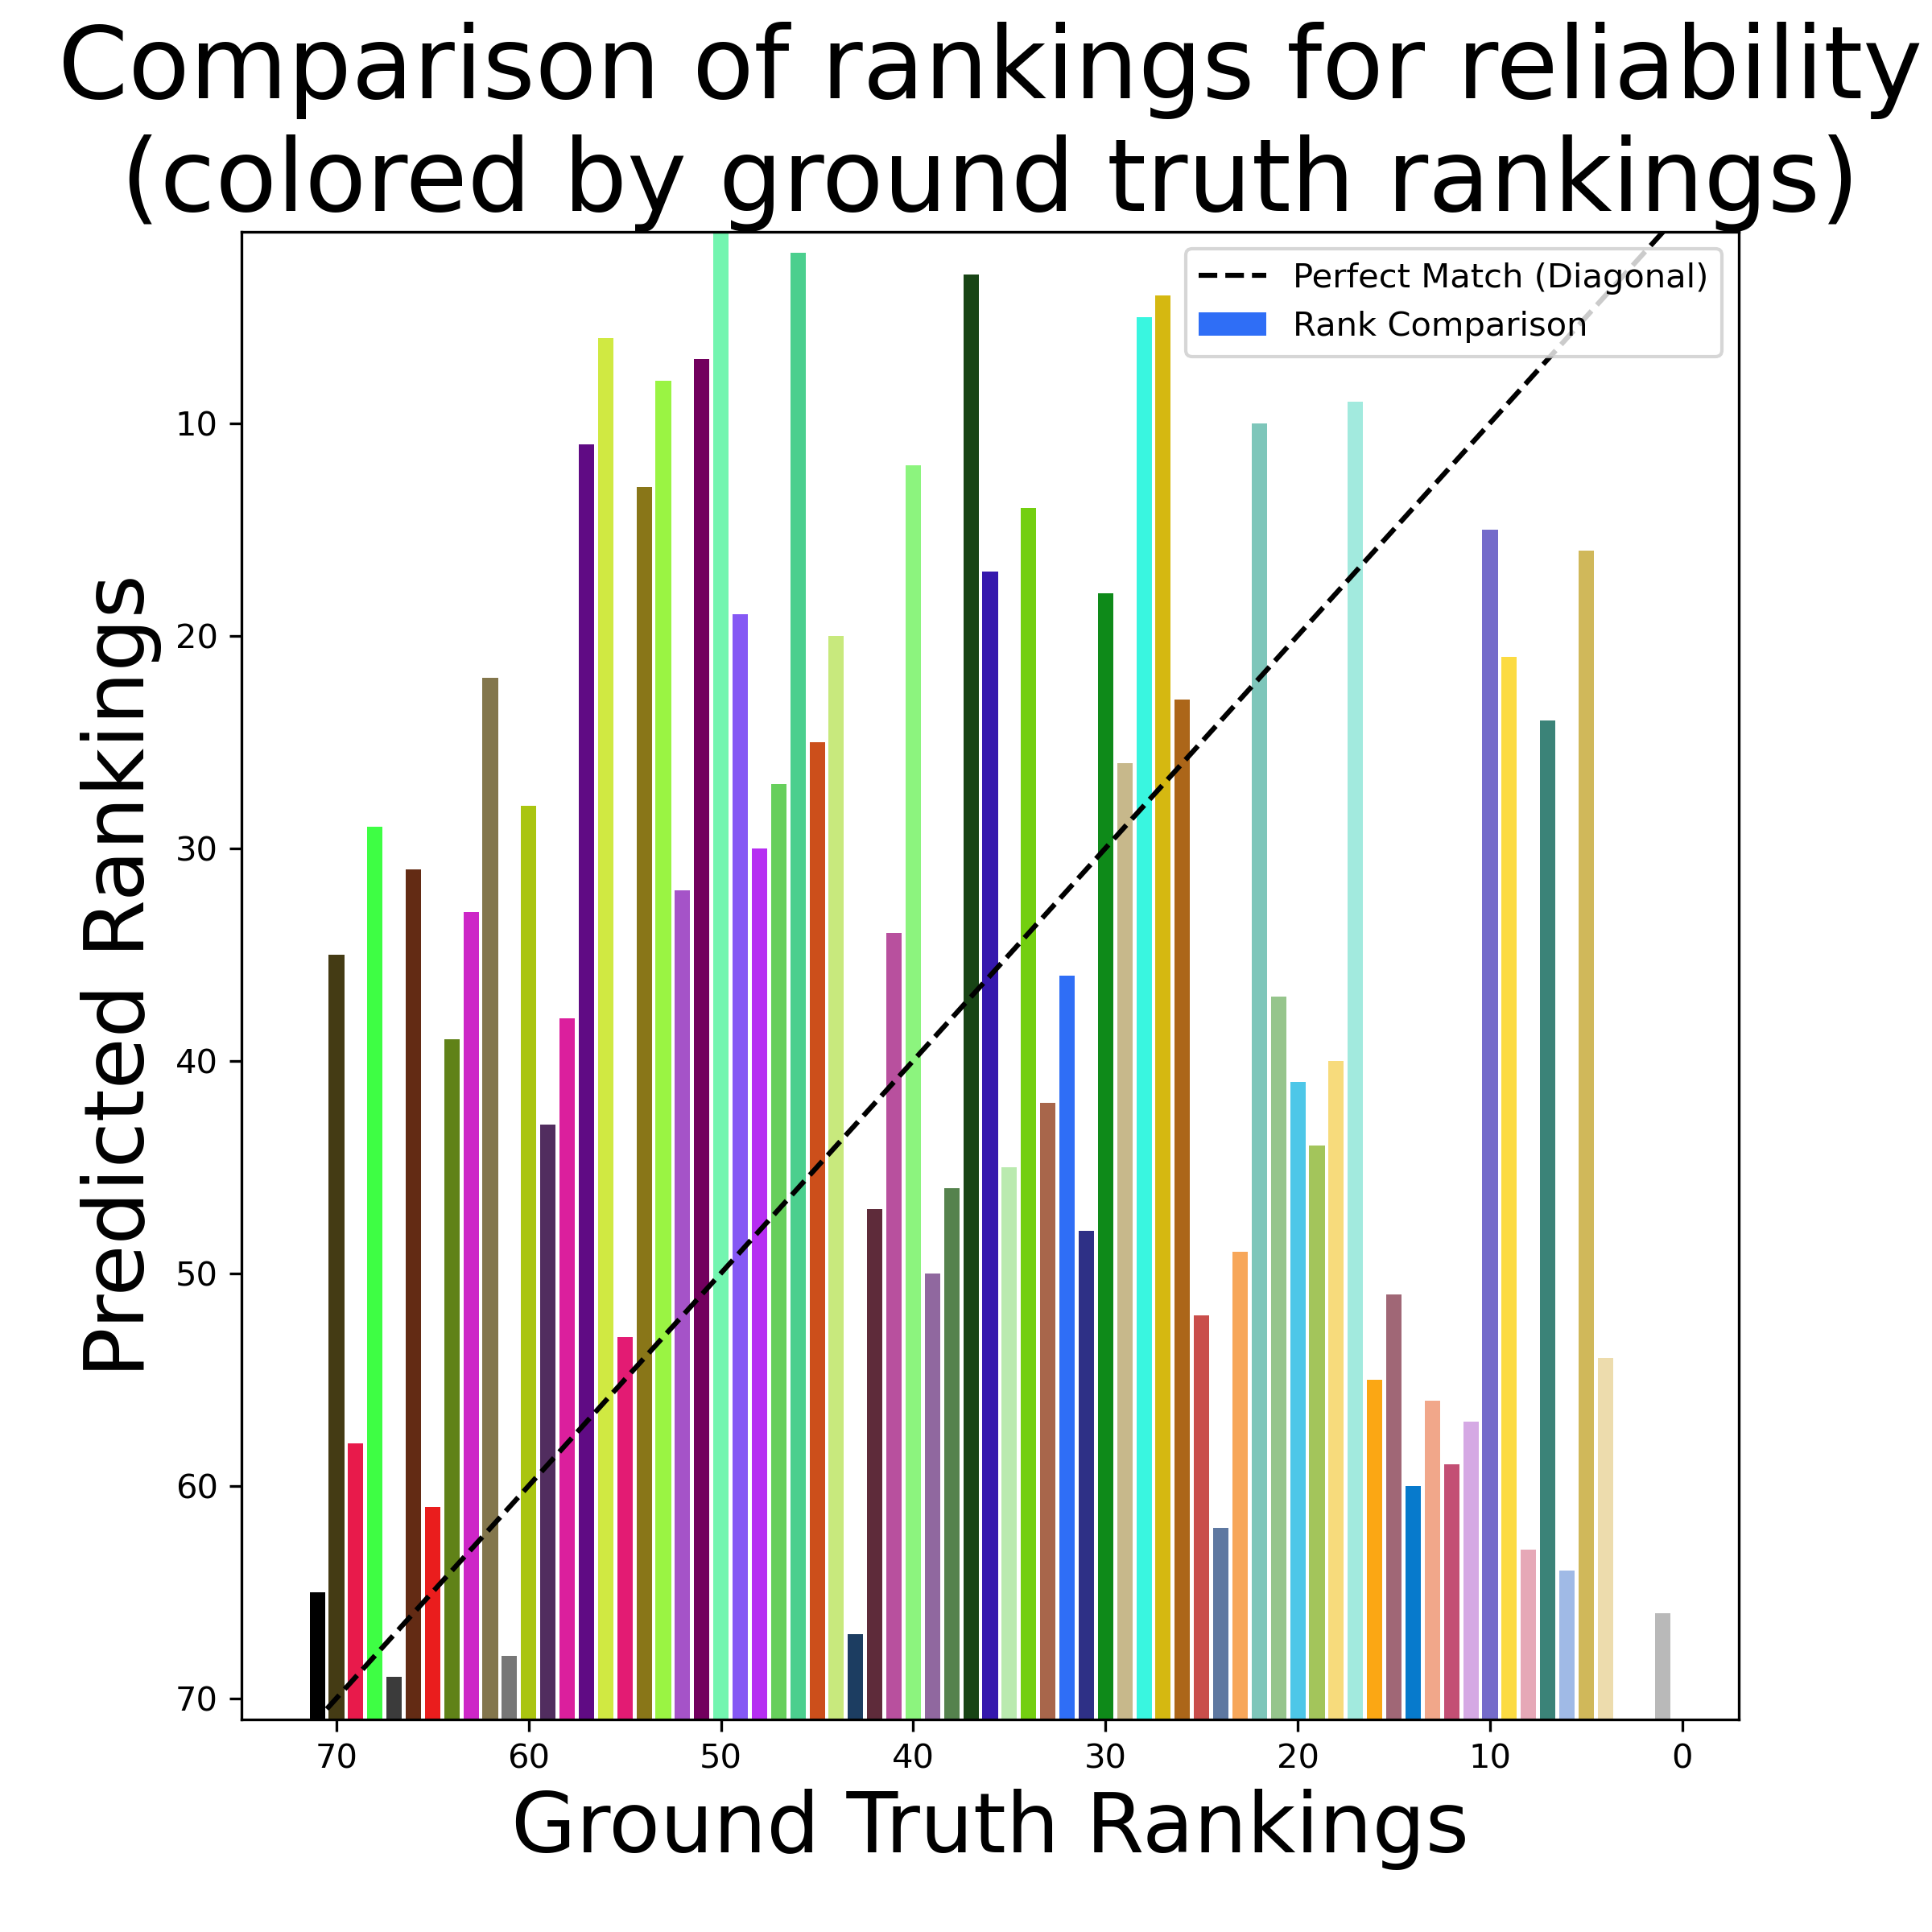 Comparison of rankings for reliability
(colored by ground truth rankings)
Perfect Match (Diagonal)
Rank Comparison
Predicted Rankings
10
20
30
40
50
60
70
70 60 50 40 30 20 10 0
Ground Truth Rankings